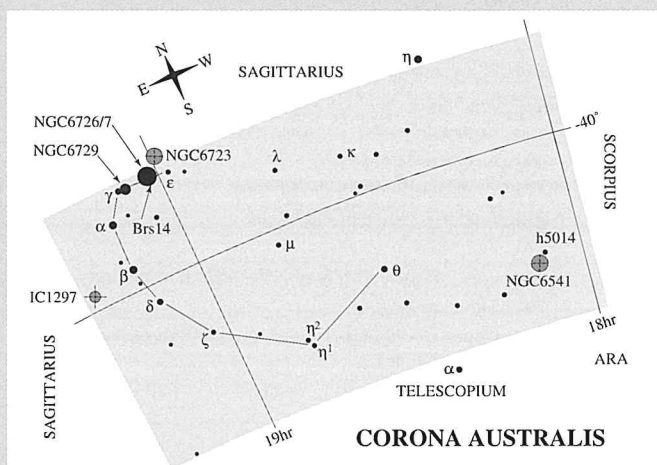 N
W
E
S
SAGITTARIUS
η
NGC6726/7
NGC6723
NGC6729
-40°
SCORPIUS
λ
κ
ε
γ
Brs14
α
h5014
μ
NGC6541
β
θ
IC1297
δ
18hr
ζ
η²
η¹
ARA
SAGITTARIUS
α
TELESCOPIUM
19hr
CORONA AUSTRALIS